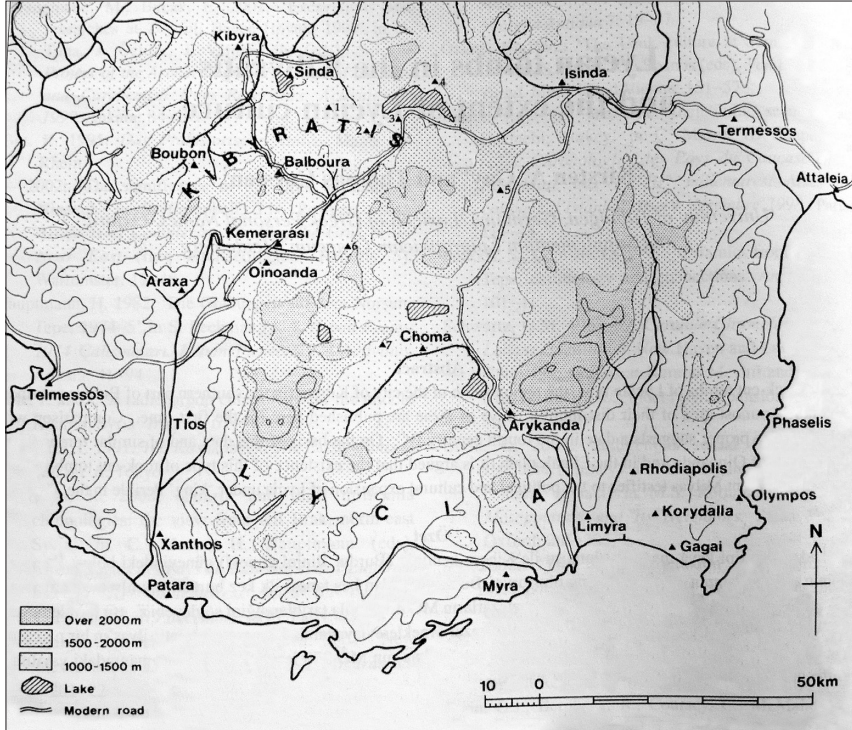 Kibyra
Sinda
4
Isinda
1
3
2
Termessos
KIBYRATIS
Boubon
Balboura
Attaleia
5
Kemerarası
6
Oinoanda
Araxa
Choma
7
Telmessos
Tlos
Arykanda
Phaselis
LYCIA
Rhodiapolis
Olympos
Korydalla
Limyra
Xanthos
Gagai
N
Patara
Myra
Over 2000m
1500-2000m
1000-1500 m
Lake
Modern road
10 0 50km